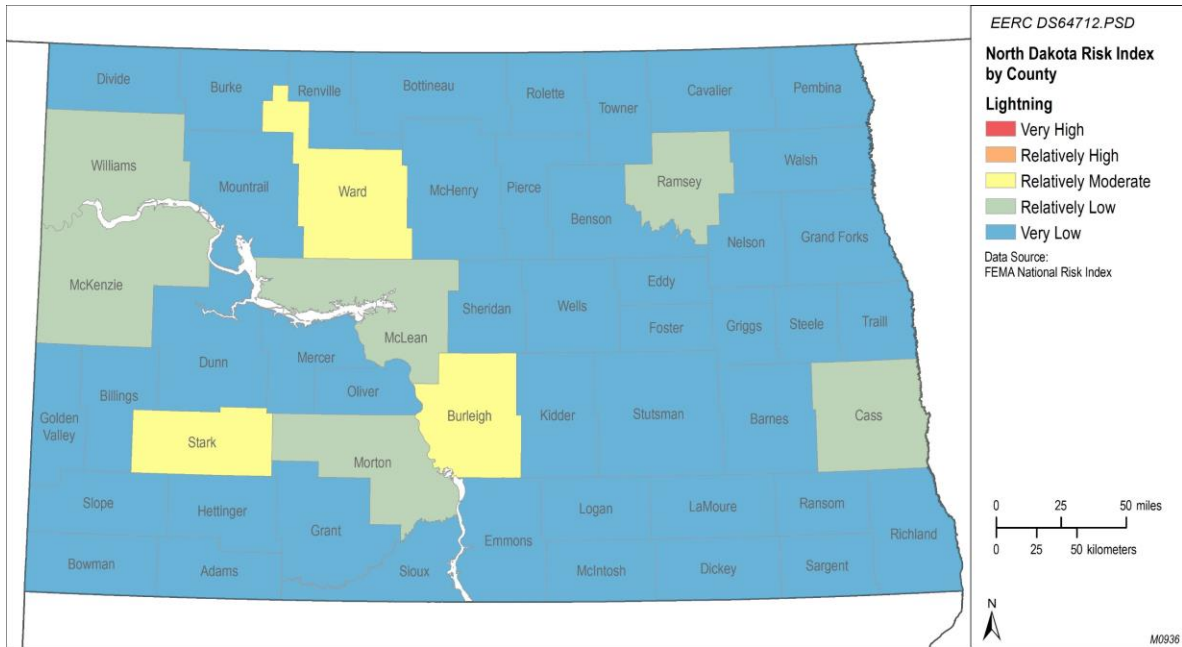 EERC DS64712.PSD
North Dakota Risk Index
by County
Lightning
Very High
Relatively High
Relatively Moderate
Relatively Low
Very Low
Data Source:
FEMA National Risk Index
Divide
Burke
Renville
Bottineau
Rolette
Towner
Cavalier
Pembina
Williams
Mountrail
Ward
McHenry
Pierce
Benson
Ramsey
Walsh
Nelson
Grand Forks
McKenzie
McLean
Sheridan
Wells
Eddy
Foster
Griggs
Steele
Traill
Dunn
Mercer
Oliver
Billings
Golden
Valley
Stark
Morton
Burleigh
Kidder
Stutsman
Barnes
Cass
Slope
Hettinger
Grant
Emmons
Logan
LaMoure
Ransom
Richland
Bowman
Adams
Sioux
McIntosh
Dickey
Sargent
0 25 50 miles
0 25 50 kilometers
N
M0936